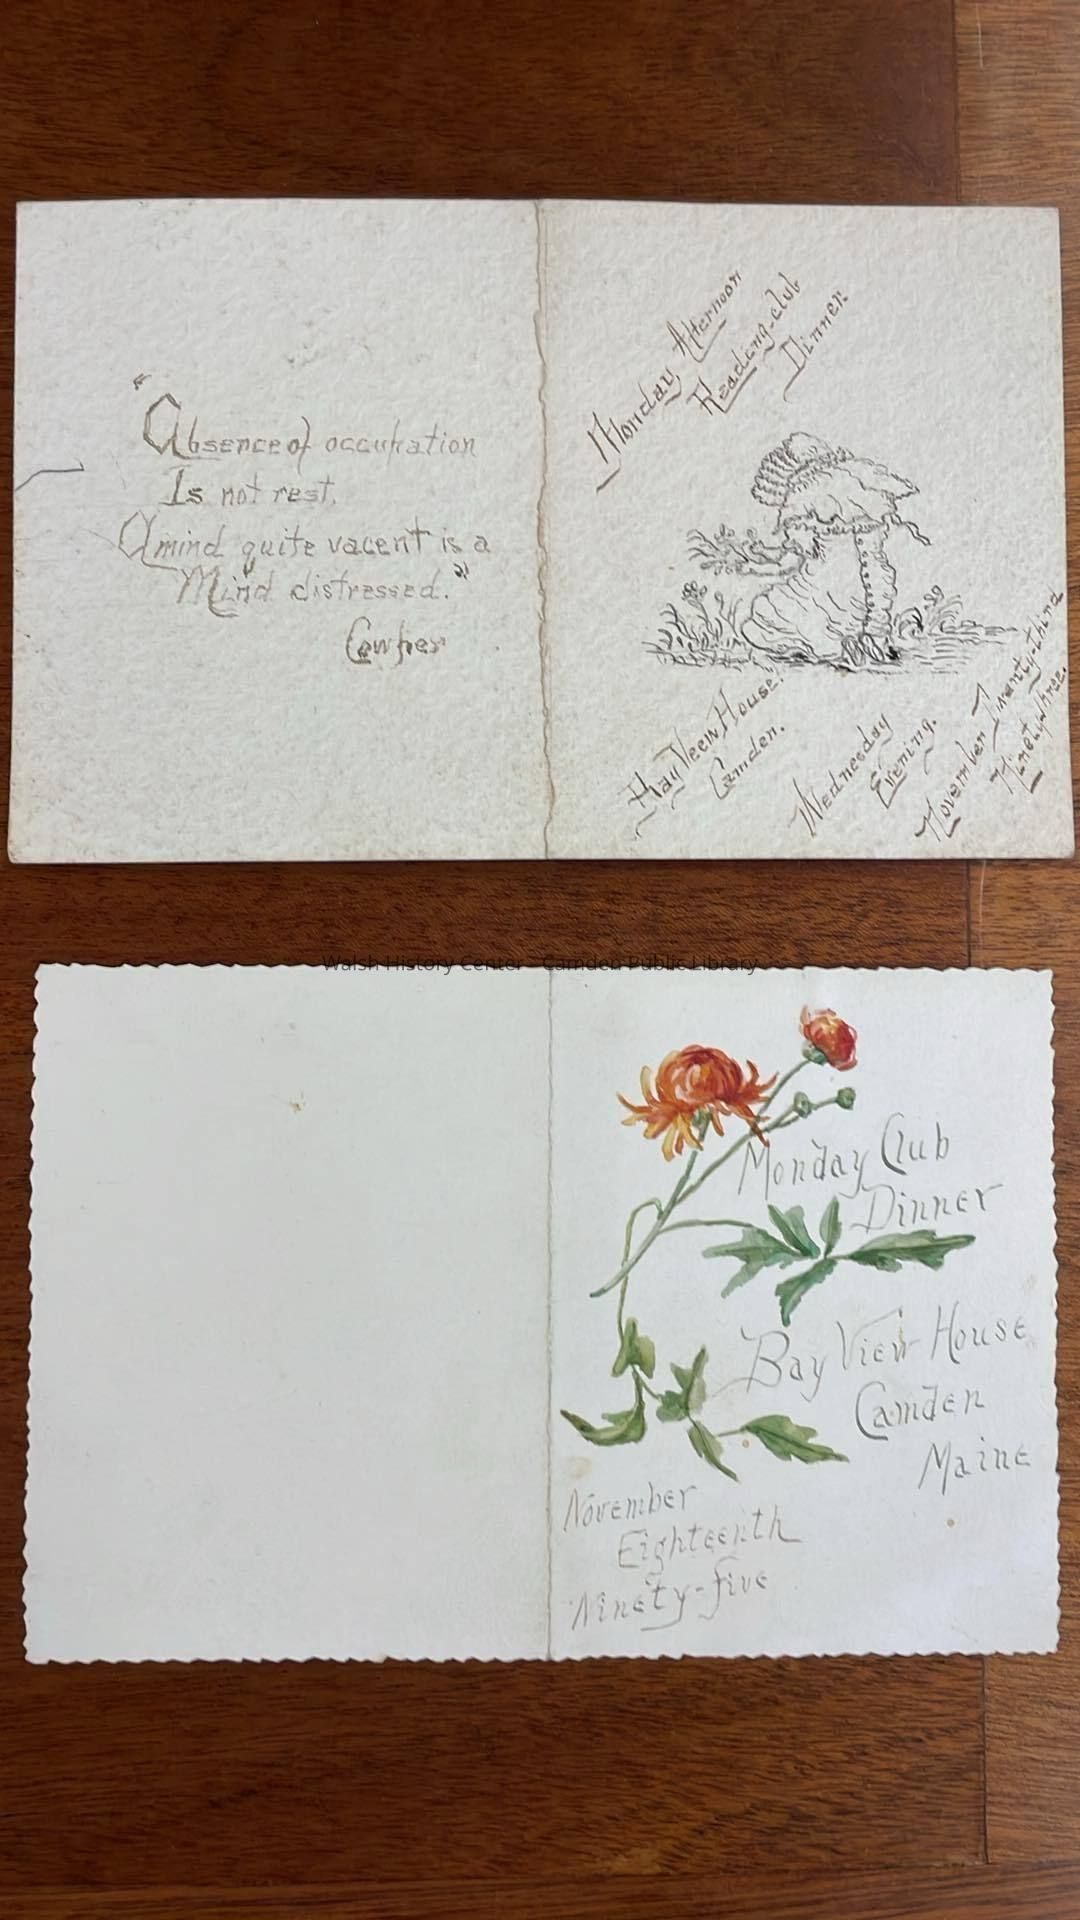 "Absence of occupation
Is not rest.
A mind quite vacent is a
Mind distressed."
Cowper
Monday Afternoon
Reading-club
Dinner.
Bay View House.
Camden.
Wednesday
Evening.
November Twenty-third
Ninety-three.
Walsh History Center - Camden Public Library
Monday Club
Dinner
Bay View House
Camden
Maine
November
Eighteenth
Ninety-five